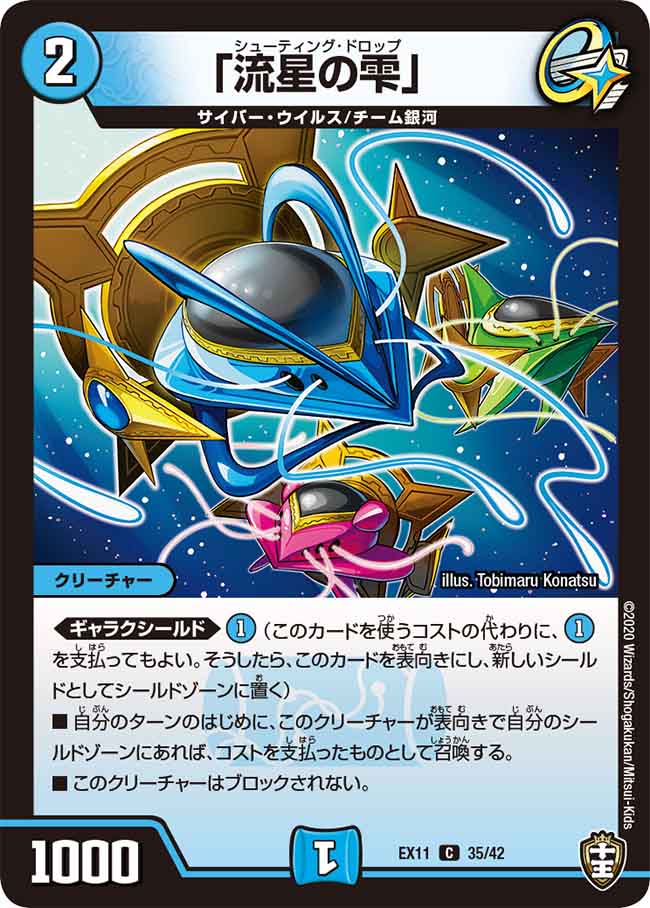 2
シューティング・ドロップ
「流星の雫」
サイバー・ウイルス/チーム銀河
illus. Tobimaru Konatsu
クリーチャー
ギャラクシールド 1 (このカードを使うコストの代わりに、1
を支払ってもよい。そうしたら、このカードを表向きにし、新しいシール
ドとしてシールドゾーンに置く)
■ 自分のターンのはじめに、このクリーチャーが表向きで自分のシー
ルドゾーンにあれば、コストを支払ったものとして召喚する。
■ このクリーチャーはブロックされない。
©2020 Wizards/Shogakukan/Mitsui-Kids
1000
1
EX11 C 35/42
十王